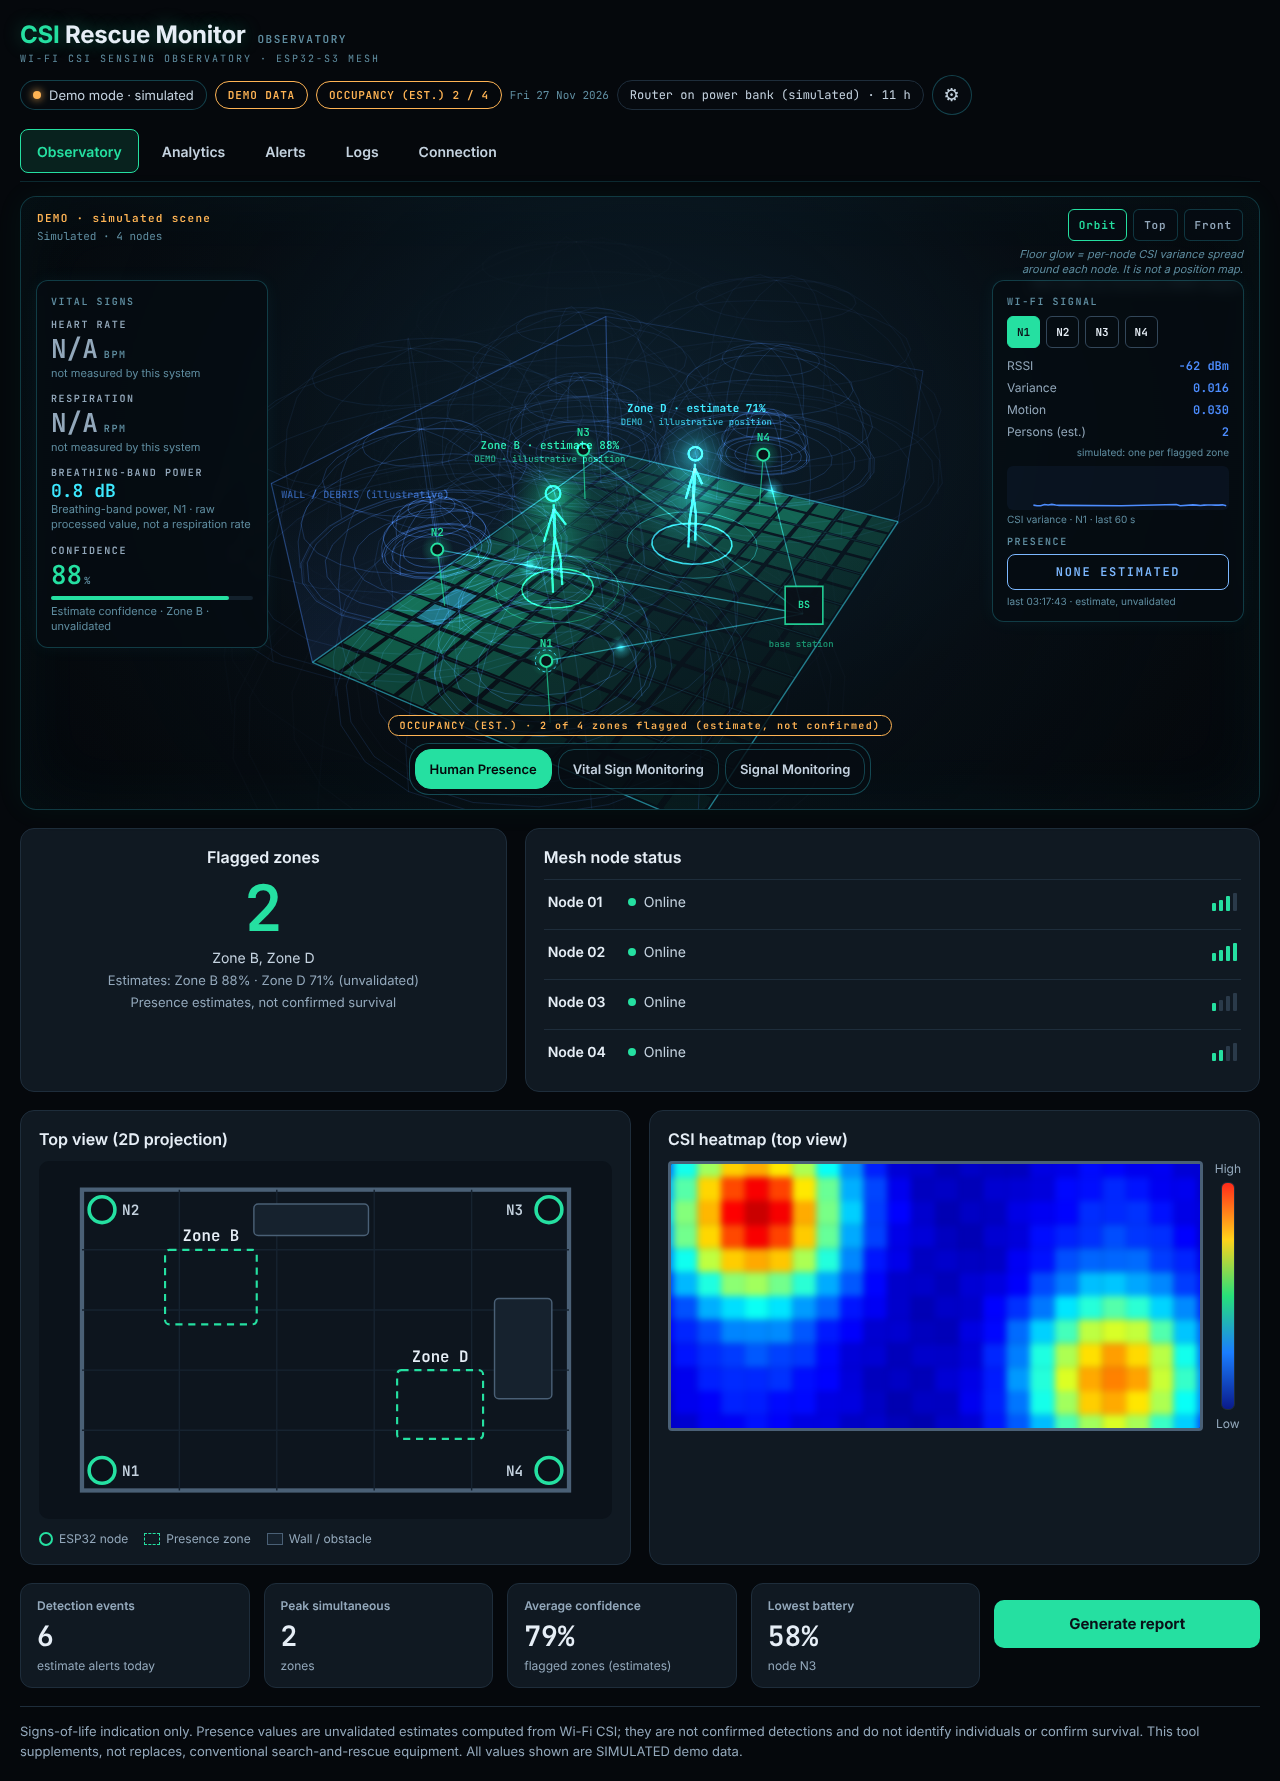 CSI Rescue Monitor OBSERVATORY
WI-FI CSI SENSING OBSERVATORY · ESP32-S3 MESH
Demo mode · simulated
DEMO DATA
OCCUPANCY (EST.) 2 / 4
Fri 27 Nov 2026
Router on power bank (simulated) · 11 h
Observatory
Analytics
Alerts
Logs
Connection
DEMO · simulated scene
Simulated · 4 nodes
Orbit
Top
Front
Floor glow = per-node CSI variance spread
around each node. It is not a position map.
VITAL SIGNS
HEART RATE
N/A BPM
not measured by this system
RESPIRATION
N/A RPM
not measured by this system
BREATHING-BAND POWER
0.8 dB
Breathing-band power, N1 · raw
processed value, not a respiration rate
CONFIDENCE
88 %
Estimate confidence · Zone B ·
unvalidated
Zone D · estimate 71%
DEMO · illustrative position
N3
N4
Zone B · estimate 88%
DEMO · illustrative position
WALL / DEBRIS (illustrative)
N2
BS
base station
N1
WI-FI SIGNAL
N1
N2
N3
N4
RSSI -62 dBm
Variance 0.016
Motion 0.030
Persons (est.) 2
simulated: one per flagged zone
CSI variance · N1 · last 60 s
PRESENCE
NONE ESTIMATED
last 03:17:43 · estimate, unvalidated
OCCUPANCY (EST.) · 2 of 4 zones flagged (estimate, not confirmed)
Human Presence
Vital Sign Monitoring
Signal Monitoring
Flagged zones
2
Zone B, Zone D
Estimates: Zone B 88% · Zone D 71% (unvalidated)
Presence estimates, not confirmed survival
Mesh node status
Node 01 Online
Node 02 Online
Node 03 Online
Node 04 Online
Top view (2D projection)
N2
N3
Zone B
Zone D
N1
N4
ESP32 node
Presence zone
Wall / obstacle
CSI heatmap (top view)
High
Low
Detection events
6
estimate alerts today
Peak simultaneous
2
zones
Average confidence
79%
flagged zones (estimates)
Lowest battery
58%
node N3
Generate report
Signs-of-life indication only. Presence values are unvalidated estimates computed from Wi-Fi CSI; they are not confirmed detections and do not identify individuals or confirm survival. This tool
supplements, not replaces, conventional search-and-rescue equipment. All values shown are SIMULATED demo data.